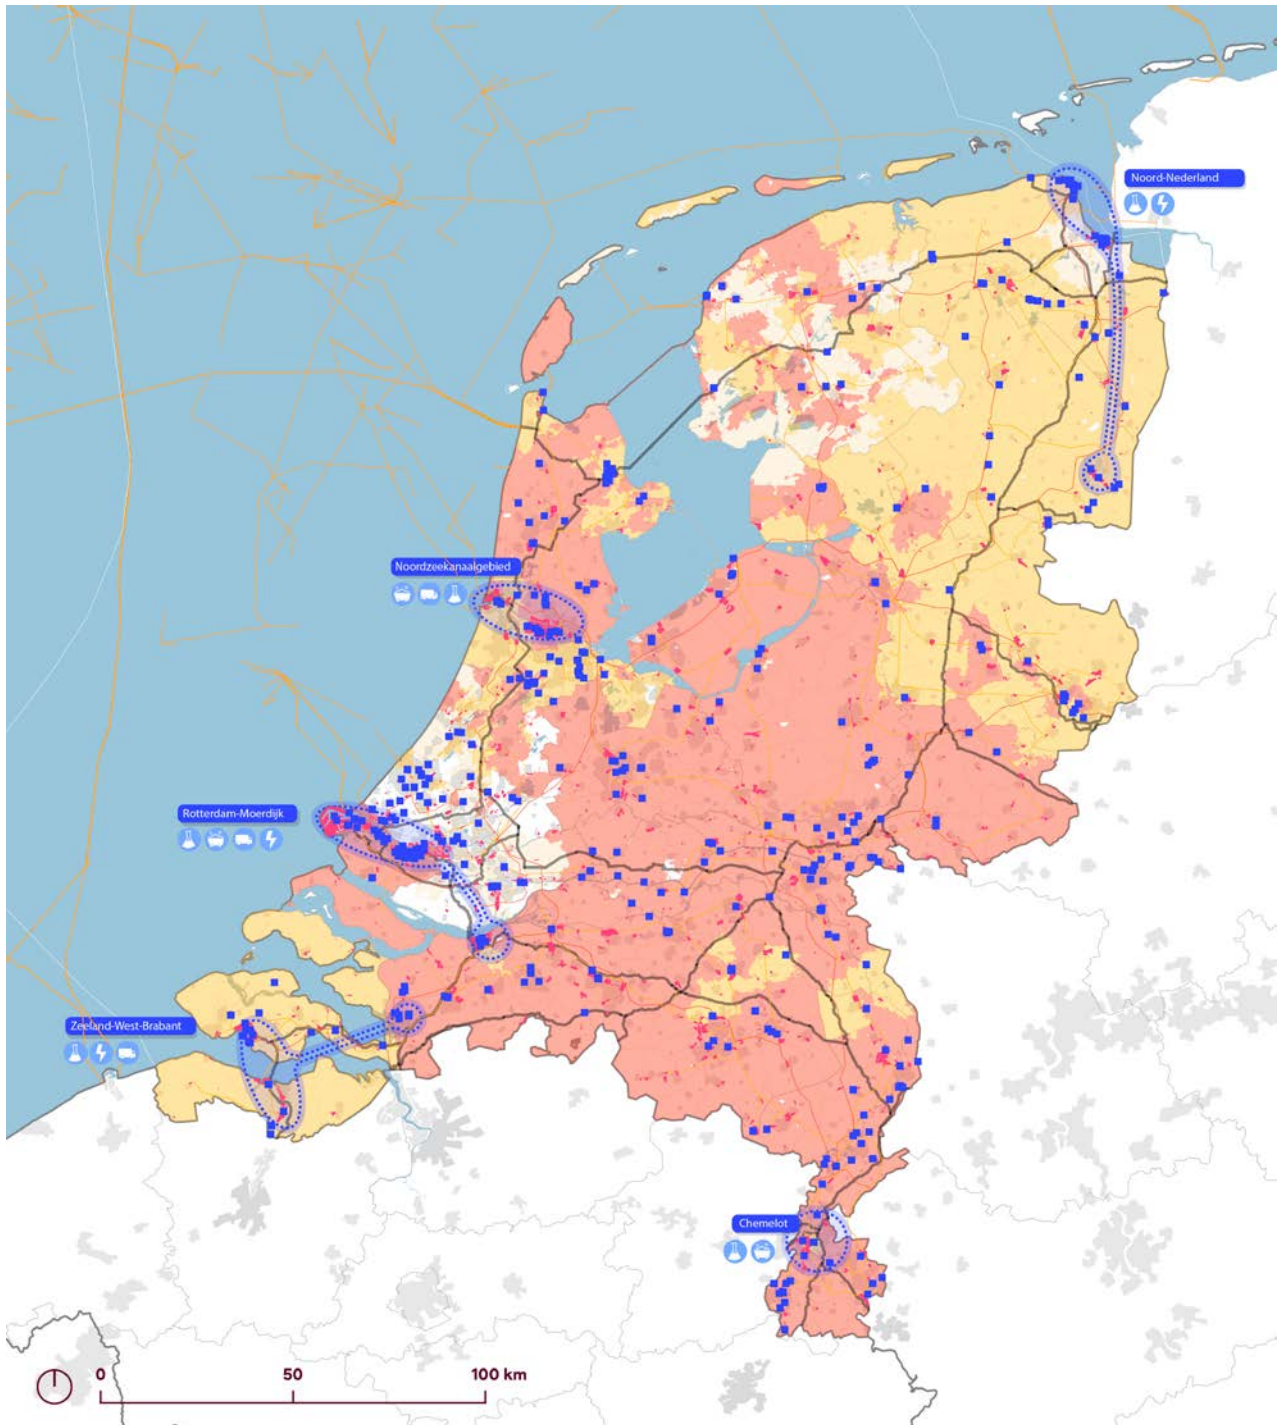 Noord-Nederland
Noordzeekanaalgebied
Rotterdam-Moerdijk
Zeeland-West-Brabant
Chemelot
0 50 100 km